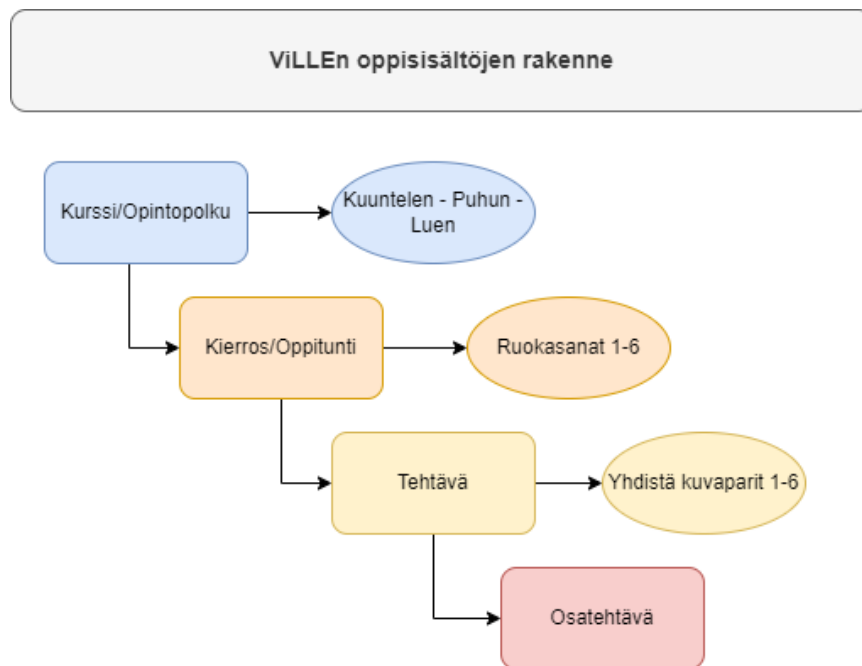 ViLLEn oppisisältöjen rakenne
Kurssi/Opintopolku
Kuuntelen - Puhun -
Luen
Kierros/Oppitunti
Ruokasanat 1-6
Tehtävä
Yhdistä kuvaparit 1-6
Osatehtävä